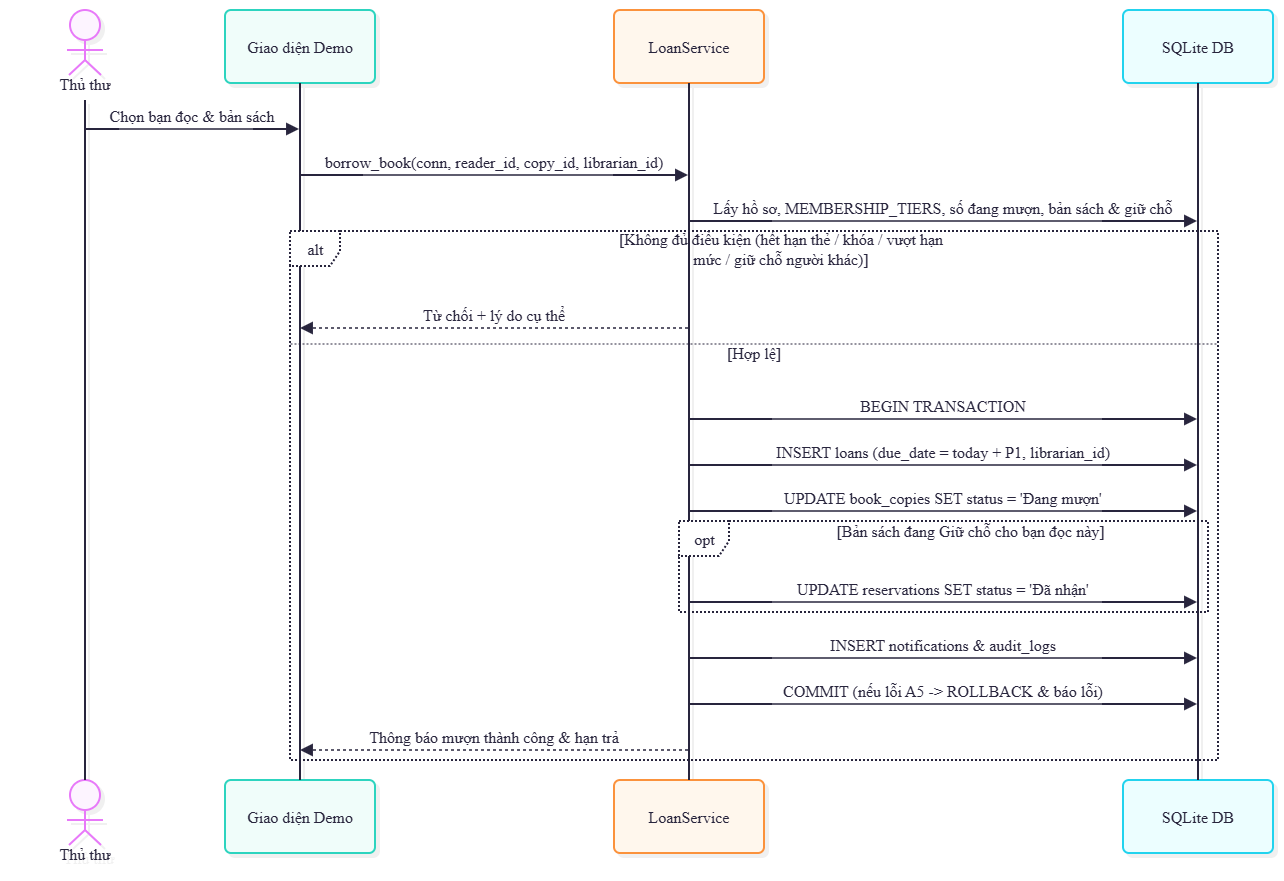 Giao diện Demo
LoanService
SQLite DB
Thủ thư
Chọn bạn đọc & bản sách
borrow_book(conn, reader_id, copy_id, librarian_id)
Lấy hồ sơ, MEMBERSHIP_TIERS, số đang mượn, bản sách & giữ chỗ
alt
[Không đủ điều kiện (hết hạn thẻ / khóa / vượt hạn
mức / giữ chỗ người khác)]
Từ chối + lý do cụ thể
[Hợp lệ]
BEGIN TRANSACTION
INSERT loans (due_date = today + P1, librarian_id)
UPDATE book_copies SET status = 'Đang mượn'
opt
[Bản sách đang Giữ chỗ cho bạn đọc này]
UPDATE reservations SET status = 'Đã nhận'
INSERT notifications & audit_logs
COMMIT (nếu lỗi A5 -> ROLLBACK & báo lỗi)
Thông báo mượn thành công & hạn trả
Giao diện Demo
LoanService
SQLite DB
Thủ thư